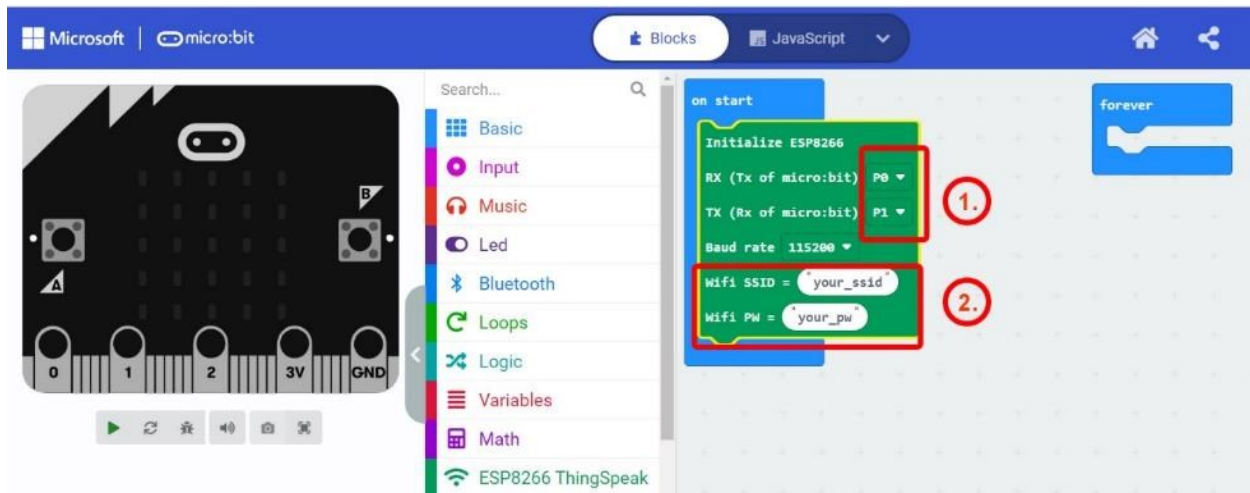 Microsoft | micro:bit
Blocks
JavaScript
Search...
Basic
Input
Music
Led
Bluetooth
Loops
Logic
Variables
Math
ESP8266 ThingSpeak
A
B
0 1 2 3V GND
on start
Initialize ESP8266
RX (Tx of micro:bit) P0
TX (Rx of micro:bit) P1
Baud rate 115200
Wifi SSID = "your_ssid"
Wifi PW = "your_pw"
1.
2.
forever